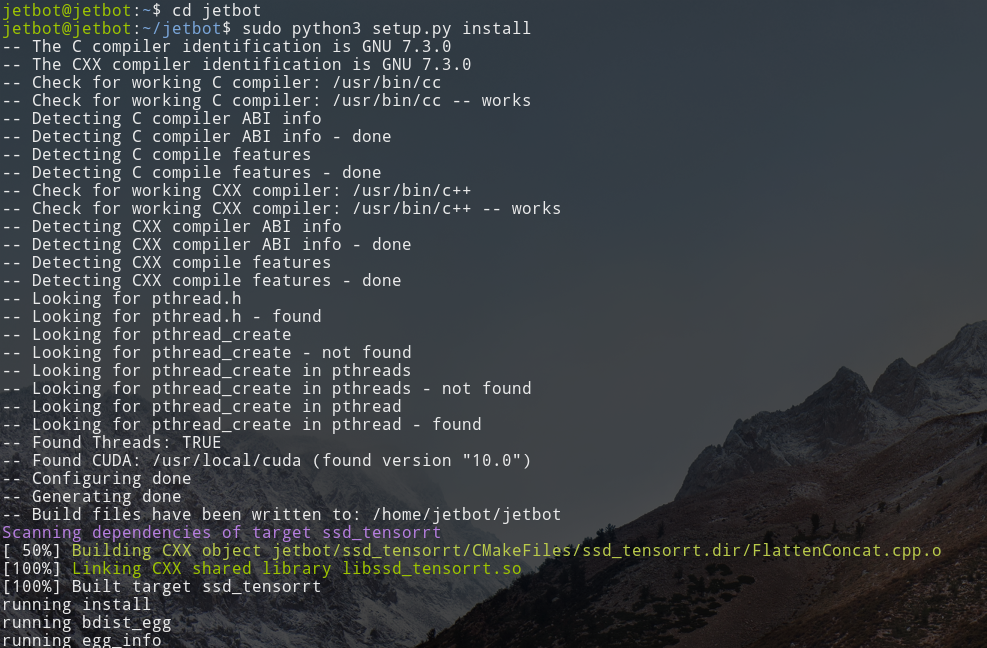 jetbot@jetbot:~$ cd jetbot
jetbot@jetbot:~/jetbot$ sudo python3 setup.py install
-- The C compiler identification is GNU 7.3.0
-- The CXX compiler identification is GNU 7.3.0
-- Check for working C compiler: /usr/bin/cc
-- Check for working C compiler: /usr/bin/cc -- works
-- Detecting C compiler ABI info
-- Detecting C compiler ABI info - done
-- Detecting C compile features
-- Detecting C compile features - done
-- Check for working CXX compiler: /usr/bin/c++
-- Check for working CXX compiler: /usr/bin/c++ -- works
-- Detecting CXX compiler ABI info
-- Detecting CXX compiler ABI info - done
-- Detecting CXX compile features
-- Detecting CXX compile features - done
-- Looking for pthread.h
-- Looking for pthread.h - found
-- Looking for pthread_create
-- Looking for pthread_create - not found
-- Looking for pthread_create in pthreads
-- Looking for pthread_create in pthreads - not found
-- Looking for pthread_create in pthread
-- Looking for pthread_create in pthread - found
-- Found Threads: TRUE
-- Found CUDA: /usr/local/cuda (found version "10.0")
-- Configuring done
-- Generating done
-- Build files have been written to: /home/jetbot/jetbot
Scanning dependencies of target ssd_tensorrt
[ 50%] Building CXX object jetbot/ssd_tensorrt/CMakeFiles/ssd_tensorrt.dir/FlattenConcat.cpp.o
[100%] Linking CXX shared library libssd_tensorrt.so
[100%] Built target ssd_tensorrt
running install
running bdist_egg
running egg_info